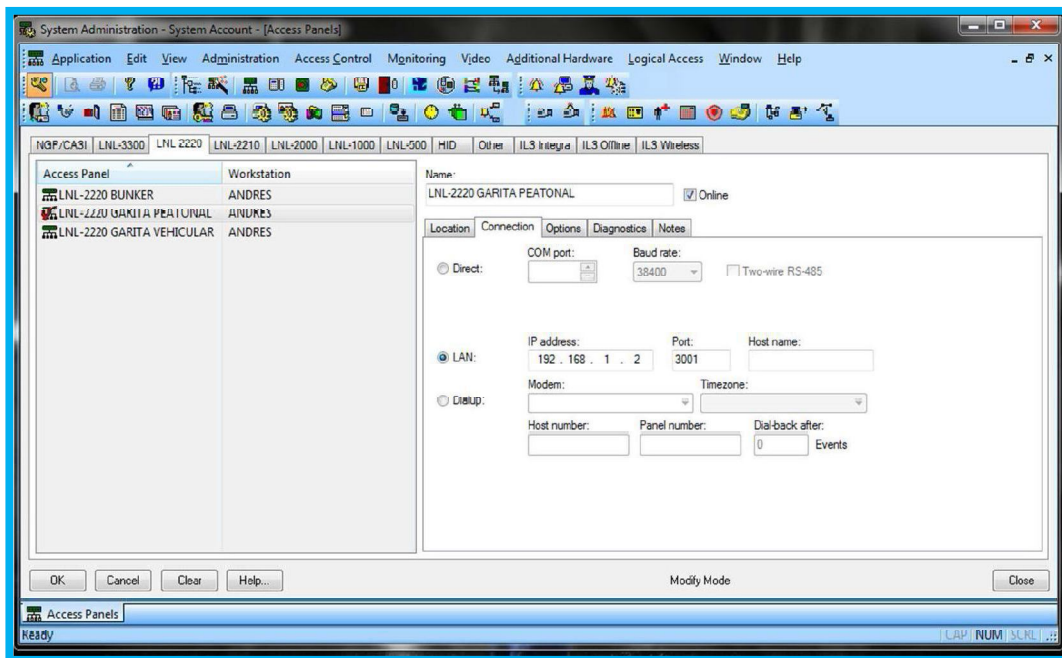 System Administration - System Account - [Access Panels]
Application Edit View Administration Access Control Monitoring Video Additional Hardware Logical Access Window Help
NGP/CASI LNL-3300 LNL 2220 LNL-2210 LNL-2000 LNL-1000 LNL-500 HID Other IL3 Integra IL3 Offline IL3 Wireless
Access Panel Workstation
LNL-2220 BUNKER ANDRES
LNL-2220 GARITA PEATONAL ANDRES
LNL-2220 GARITA VEHICULAR ANDRES
Name:
LNL-2220 GARITA PEATONAL Online
Location Connection Options Diagnostics Notes
COM port: Baud rate:
Direct: 38400 Two-wire RS-485
IP address: Port: Host name:
LAN: 192 . 168 . 1 . 2 3001
Modem: Timezone:
Dialup:
Host number: Panel number: Dial-back after:
0 Events
OK Cancel Clear Help... Modify Mode Close
Access Panels
Ready CAP NUM SCRL